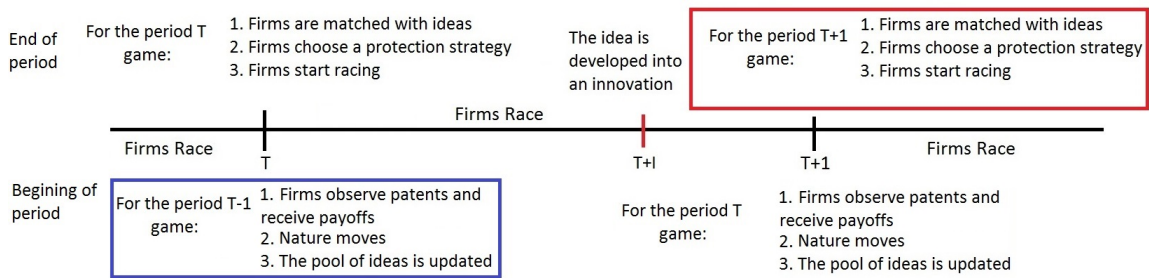 End of
period
For the period T
game:
1. Firms are matched with ideas
2. Firms choose a protection strategy
3. Firms start racing
The idea is
developed into
an innovation
For the period T+1
game:
1. Firms are matched with ideas
2. Firms choose a protection strategy
3. Firms start racing
Firms Race
Firms Race
T
T+l
T+1
Firms Race
Begining of
period
For the period T-1
game:
1. Firms observe patents and
receive payoffs
2. Nature moves
3. The pool of ideas is updated
For the period T
game:
1. Firms observe patents and
receive payoffs
2. Nature moves
3. The pool of ideas is updated